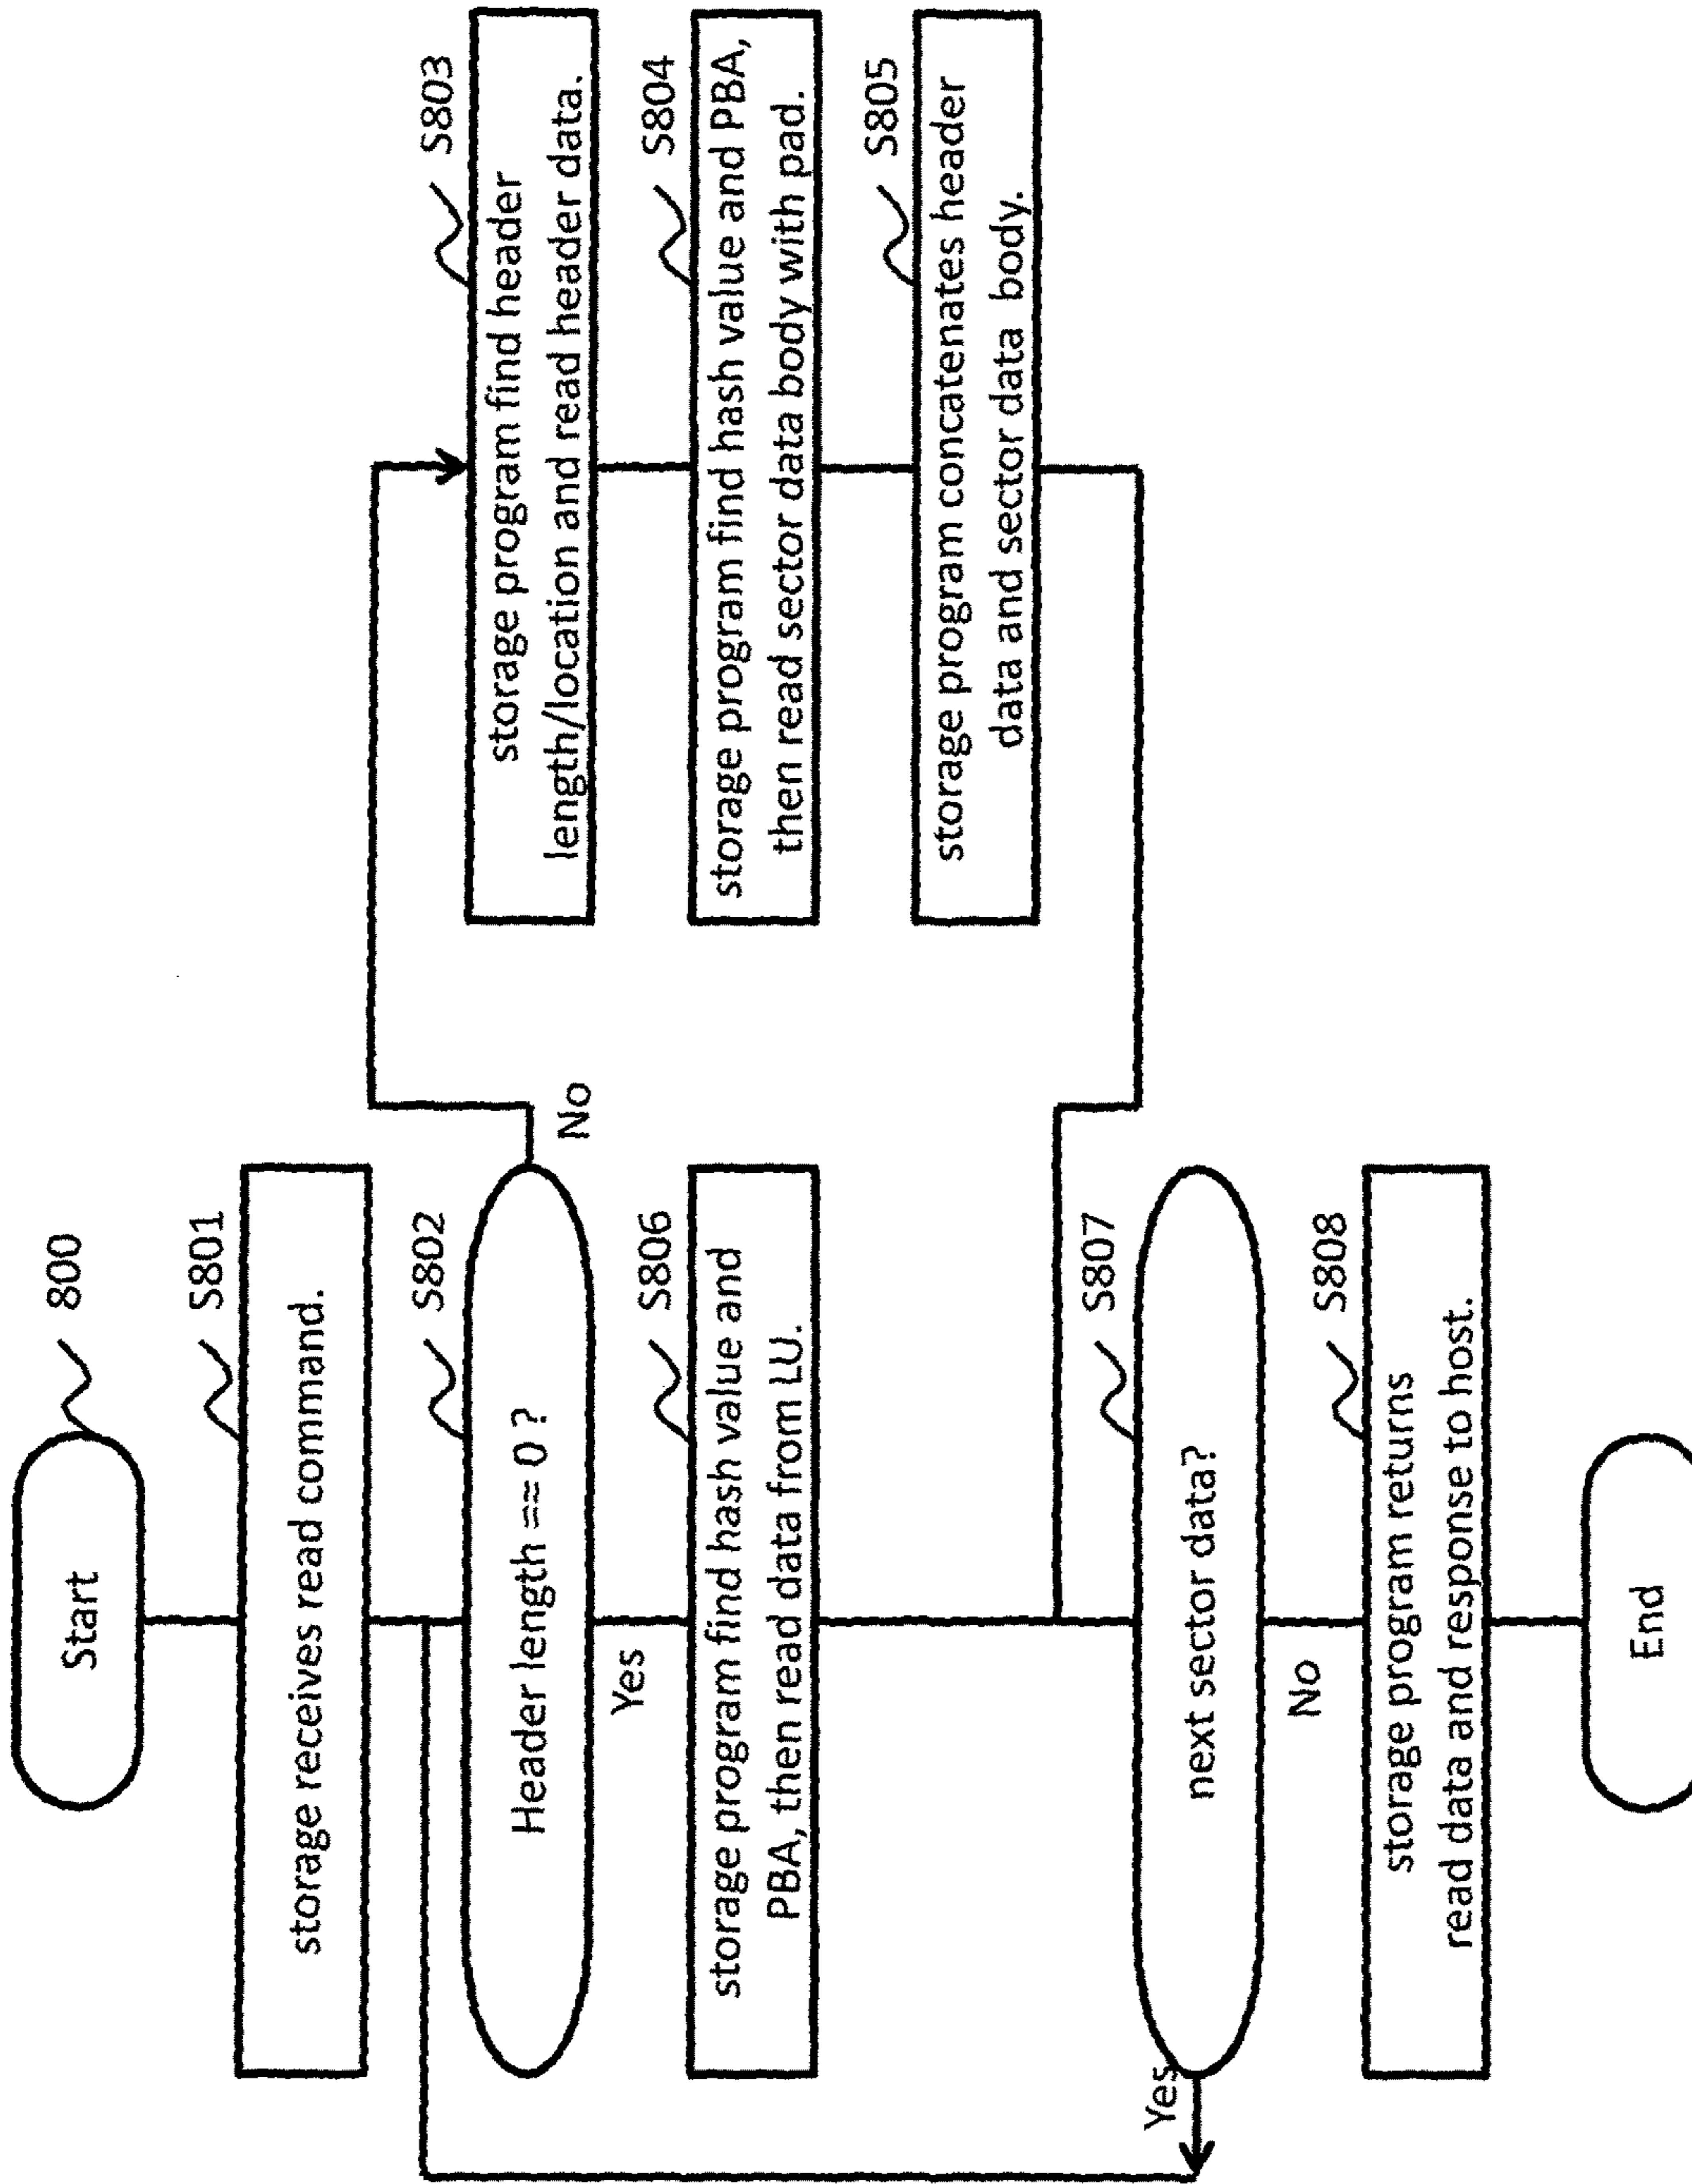 Start
800
S801
storage receives read command.
S802
Header length == 0 ?
No
Yes
S803
storage program find header
length/location and read header data.
S804
storage program find hash value and PBA,
then read sector data body with pad.
S805
storage program concatenates header
data and sector data body.
S806
storage program find hash value and
PBA, then read data from LU.
S807
next sector data?
Yes
No
S808
storage program returns
read data and response to host.
End